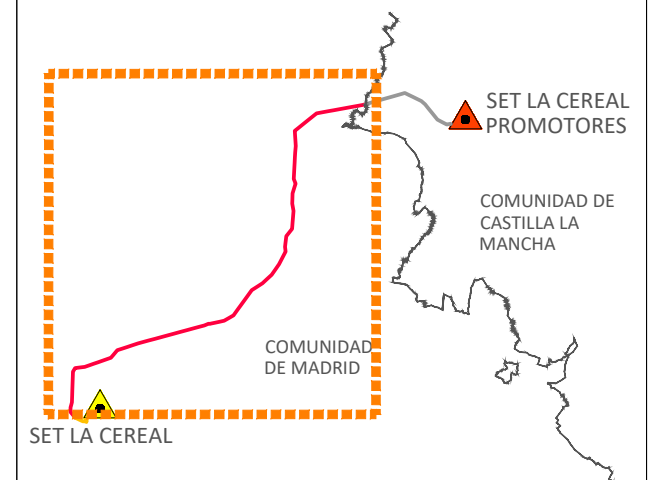 SET LA CEREAL
PROMOTORES
COMUNIDAD DE
CASTILLA LA
MANCHA
COMUNIDAD
DE MADRID
SET LA CEREAL